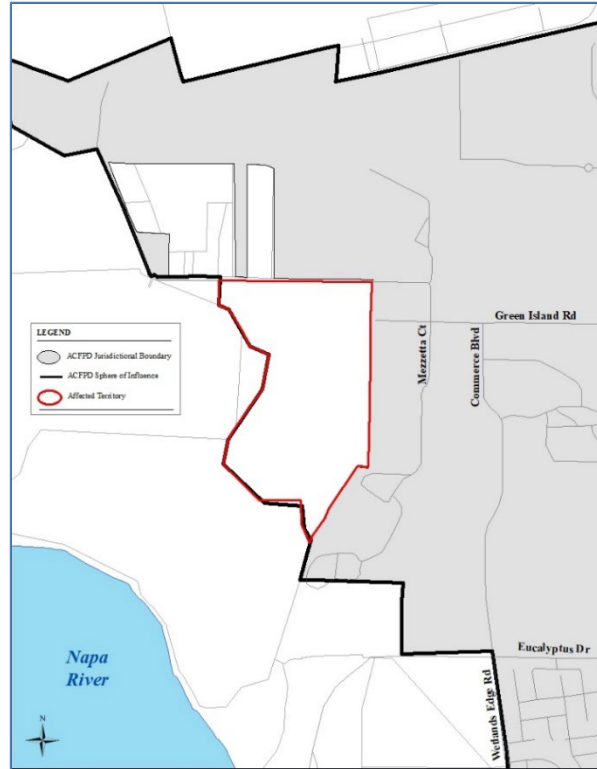 Green Island Rd
Mezzetta Ct
Commerce Blvd
LEGEND
ACFPD Jurisdictional Boundary
ACFPD Sphere of Influence
Affected Territory
Eucalyptus Dr
Napa
River
Wetlands Edge Rd
N